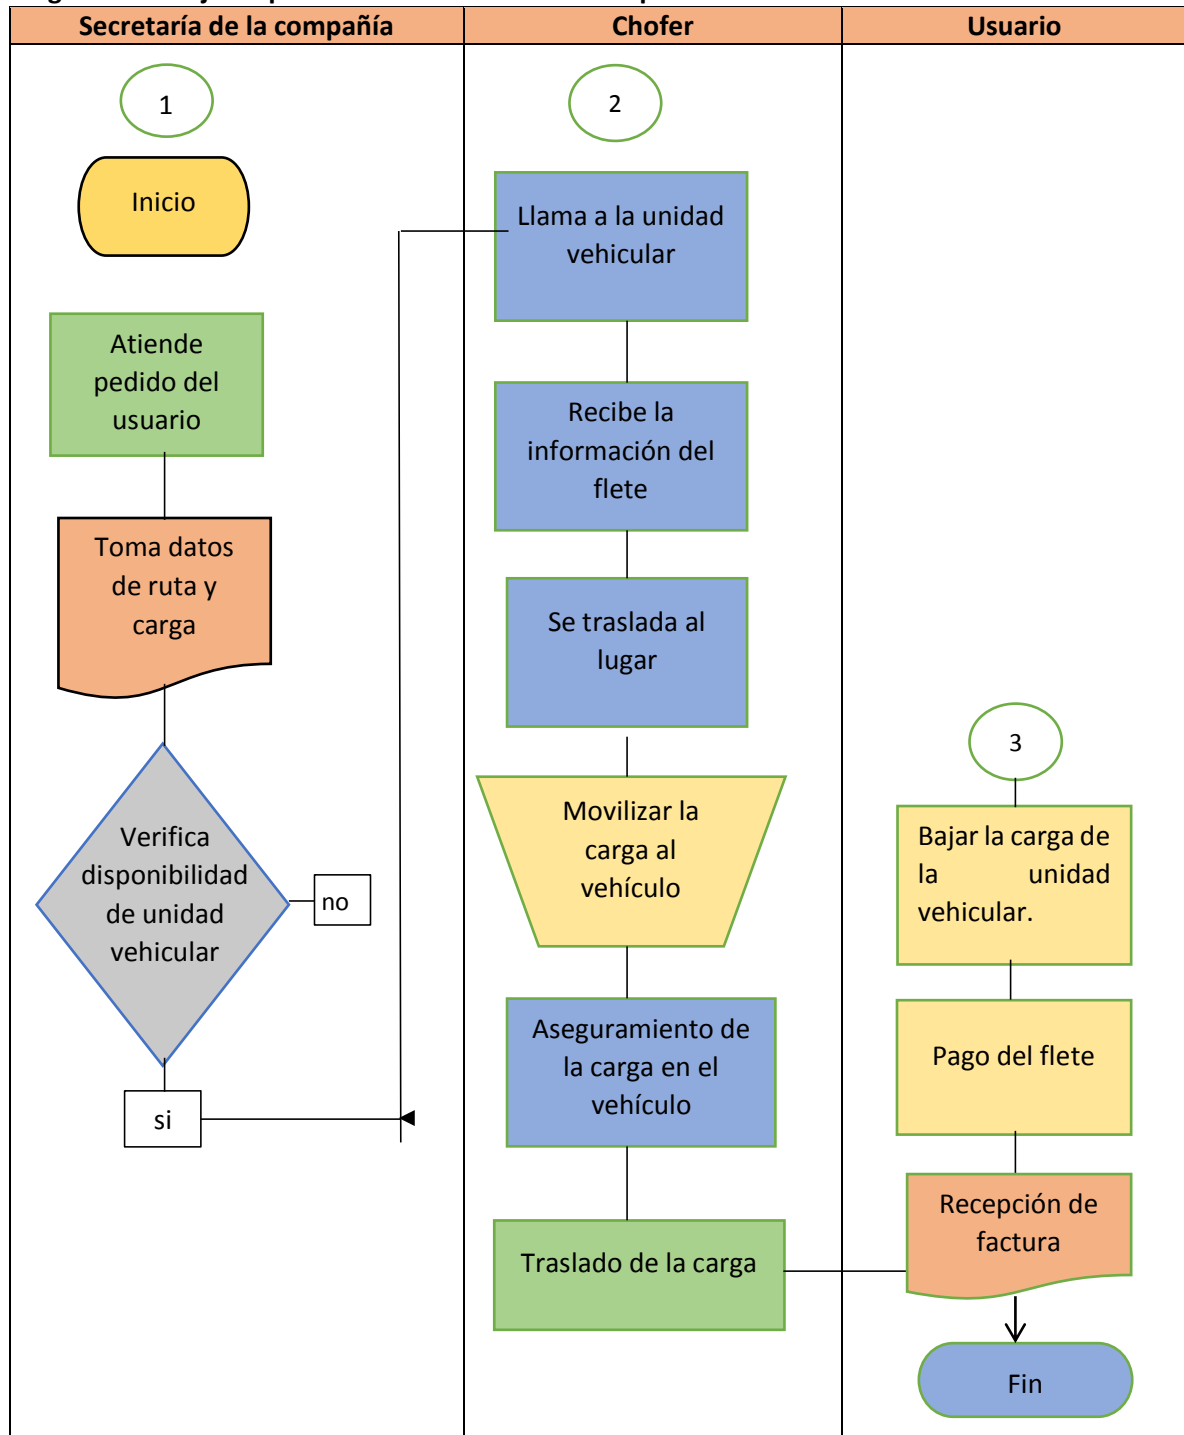 Secretaría de la compañía
Chofer
Usuario
1
Inicio
Atiende
pedido del
usuario
Toma datos
de ruta y
carga
Verifica
disponibilidad
de unidad
vehicular
no
si
2
Llama a la unidad
vehicular
Recibe la
información del
flete
Se traslada al
lugar
Movilizar la
carga al
vehículo
Aseguramiento de
la carga en el
vehículo
Traslado de la carga
3
Bajar la carga de
la unidad
vehicular.
Pago del flete
Recepción de
factura
Fin